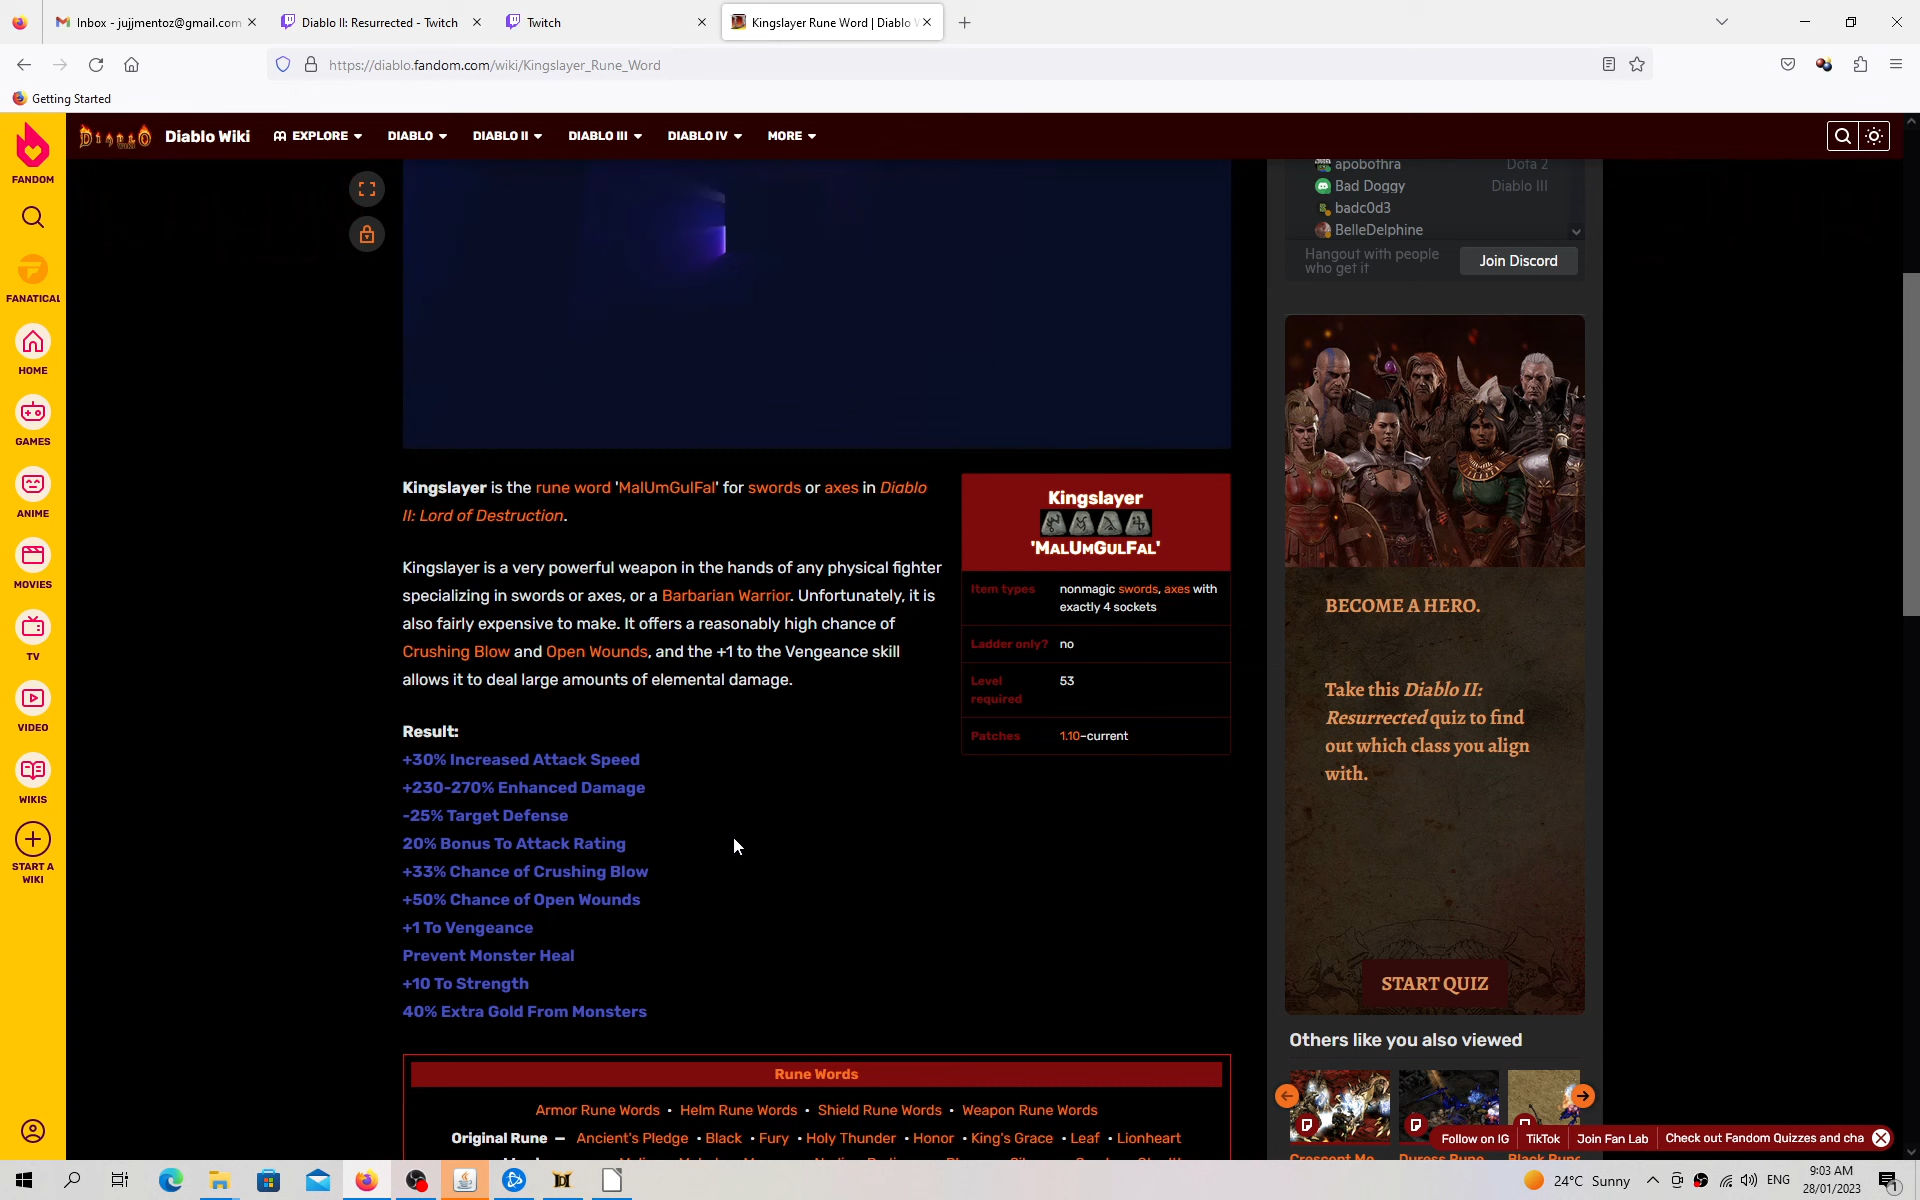 Inbox - jujjmentoz@gmail.com
Diablo II: Resurrected - Twitch
Twitch
Kingslayer Rune Word | Diablo
https://diablo.fandom.com/wiki/Kingslayer_Rune_Word
Getting Started
DIABLO
Diablo Wiki
EXPLORE
DIABLO
DIABLO II
DIABLO III
DIABLO IV
MORE
FANDOM
FANATICAL
HOME
GAMES
ANIME
MOVIES
TV
VIDEO
WIKIS
START A
WIKI
Kingslayer is the rune word 'MalUmGulFal' for swords or axes in Diablo
II: Lord of Destruction.
Kingslayer is a very powerful weapon in the hands of any physical fighter
specializing in swords or axes, or a Barbarian Warrior. Unfortunately, it is
also fairly expensive to make. It offers a reasonably high chance of
Crushing Blow and Open Wounds, and the +1 to the Vengeance skill
allows it to deal large amounts of elemental damage.
Result:
+30% Increased Attack Speed
+230-270% Enhanced Damage
-25% Target Defense
20% Bonus To Attack Rating
+33% Chance of Crushing Blow
+50% Chance of Open Wounds
+1 To Vengeance
Prevent Monster Heal
+10 To Strength
40% Extra Gold From Monsters
Kingslayer
'MalUmGulFal'
Item types nonmagic swords, axes with
exactly 4 sockets
Ladder only? no
Level
required 53
Patches 1.10–current
Rune Words
Armor Rune Words • Helm Rune Words • Shield Rune Words • Weapon Rune Words
Original Rune — Ancient's Pledge • Black • Fury • Holy Thunder • Honor • King's Grace • Leaf • Lionheart
apobofhra Dota 2
Bad Doggy Diablo III
badc0d3
BelleDelphine
Hangout with people
who get it
Join Discord
BECOME A HERO.
Take this Diablo II:
Resurrected quiz to find
out which class you align
with.
START QUIZ
Others like you also viewed
Follow on IG
TikTok
Join Fan Lab
Check out Fandom Quizzes and cha
24°C Sunny
ENG
9:03 AM
28/01/2023
1